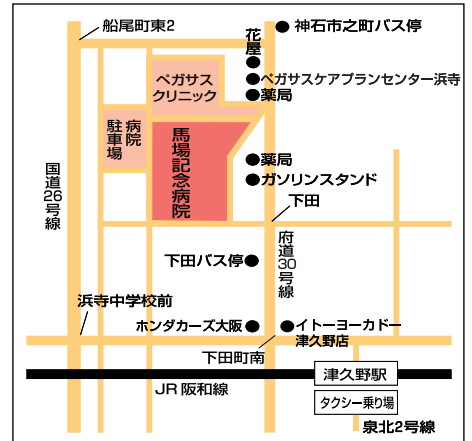 船尾町東2
花屋
神石市之町バス停
ペガサス
クリニック
ペガサスケアプランセンター浜寺
薬局
病院
駐車場
馬場記念病院
薬局
ガソリンスタンド
国道26号線
下田
府道30号線
下田バス停
浜寺中学校前
ホンダカーズ大阪
イトーヨーカドー
津久野店
下田町南
JR阪和線
津久野駅
タクシー乗り場
泉北2号線